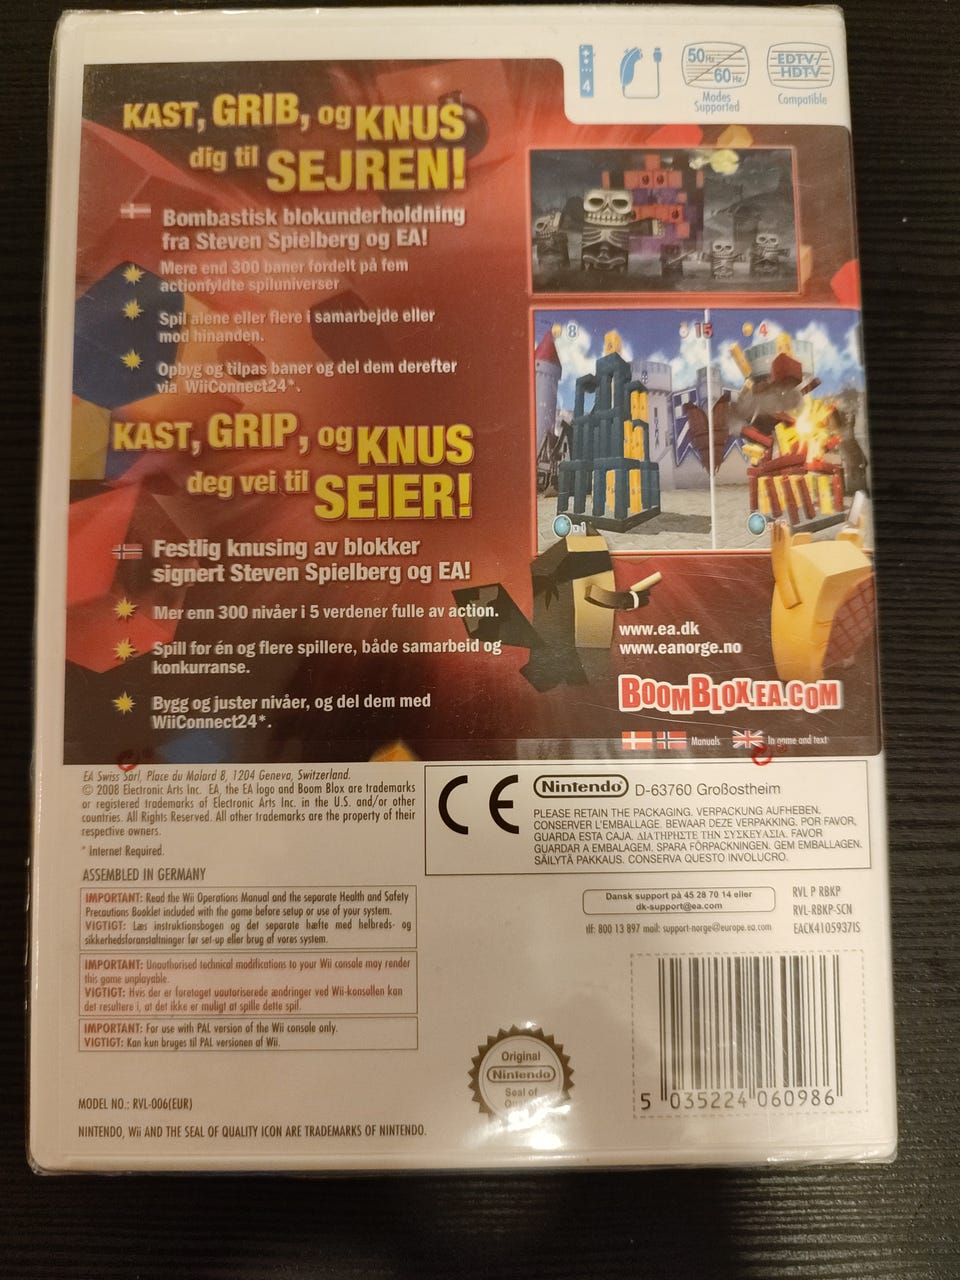 4
50Hz
60Hz
Modes
Supported
EDTV/
HDTV
Compatible
KAST, GRIB, og KNUS
dig til SEJREN!
Bombastisk blokunderholdning
fra Steven Spielberg og EA!
Mere end 300 baner fordelt på fem
actionfyldte spiluniverser
Spil alene eller flere i samarbejde eller
mod hinanden.
Opbyg og tilpas baner og del dem derefter
via WiiConnect24*.
8
15
4
x1
KAST, GRIP, og KNUS
deg vei til SEIER!
Festlig knusing av blokker
signert Steven Spielberg og EA!
Mer enn 300 nivåer i 5 verdener fulle av action.
Spill for én og flere spillere, både samarbeid og
konkurranse.
Bygg og juster nivåer, og del dem med
WiiConnect24*.
www.ea.dk
www.eanorge.no
BOOMBLOX.EA.COM
Manuals
In game and text
EA Swiss Sarl, Place du Molard 8, 1204 Geneva, Switzerland.
© 2008 Electronic Arts Inc. EA, the EA logo and Boom Blox are trademarks
or registered trademarks of Electronic Arts Inc. in the U.S. and/or other
countries. All Rights Reserved. All other trademarks are the property of their
respective owners.
* Internet Required.
ASSEMBLED IN GERMANY
CE
Nintendo D-63760 Großostheim
PLEASE RETAIN THE PACKAGING. VERPACKUNG AUFHEBEN.
CONSERVER L'EMBALLAGE. BEWAAR DEZE VERPAKKING. POR FAVOR,
GUARDA ESTA CAJA. ΔΙΑΤΗΡΗΣΤΕ ΤΗΝ ΣΥΣΚΕΥΑΣΙΑ. FAVOR
GUARDAR A EMBALAGEM. SPARA FÖRPACKNINGEN. GEM EMBALLAGEN.
SÄILYTÄ PAKKAUS. CONSERVA QUESTO INVOLUCRO.
IMPORTANT: Read the Wii Operations Manual and the separate Health and Safety
Precautions Booklet included with the game before setup or use of your system.
VIGTIGT: Læs instruktionsbogen og det separate hæfte med helbreds- og
sikkerhedsforanstaltninger før set-up eller brug af vores system.
IMPORTANT: Unauthorised technical modifications to your Wii console may render
this game unplayable.
VIGTIGT: Hvis der er foretaget uautoriserede ændringer ved Wii-konsollen kan
det resultere i, at det ikke er muligt at spille dette spil.
IMPORTANT: For use with PAL version of the Wii console only.
VIGTIGT: Kan kun bruges til PAL versionen af Wii.
Dansk support på 45 28 70 14 eller
dk-support@ea.com
tlf: 800 13 897 mail: support-norge@europe.ea.com
RVL P RBKP
RVL-RBKP-SCN
EACK4105937IS
Original
Nintendo
Seal of
5 035224 060986
MODEL NO.: RVL-006(EUR)
NINTENDO, Wii AND THE SEAL OF QUALITY ICON ARE TRADEMARKS OF NINTENDO.